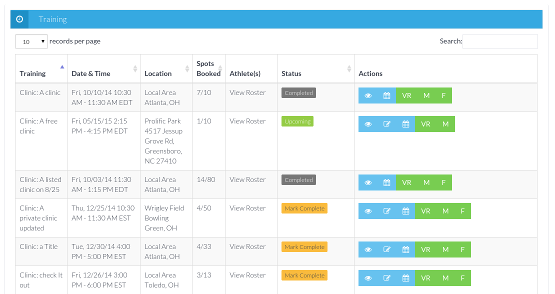 Training
10 records per page Search:
Training Date & Time Location Spots Booked Athlete(s) Status Actions
Clinic: A clinic Fri, 10/10/14 10:30 AM - 11:30 AM EDT Local Area Atlanta, OH 7/10 View Roster Completed VR M F
Clinic: A free clinic Fri, 05/15/15 2:15 PM - 4:15 PM EDT Prolific Park 4517 Jessup Grove Rd, Greensboro, NC 27410 1/10 View Roster Upcoming VR M
Clinic: A listed clinic on 8/25 Fri, 10/03/14 11:30 AM - 1:15 PM EDT Local Area Atlanta, OH 14/80 View Roster Completed VR M F
Clinic: A private clinic updated Thu, 12/25/14 10:30 AM - 11:30 AM EST Wrigley Field Bowling Green, OH 4/50 View Roster Mark Complete VR M F
Clinic: a Title Tue, 12/30/14 4:00 PM - 5:00 PM EST Local Area Atlanta, OH 4/33 View Roster Mark Complete VR M F
Clinic: check It out Fri, 12/26/14 3:00 PM - 6:00 PM EST Local Area Toledo, OH 3/13 View Roster Mark Complete VR M F